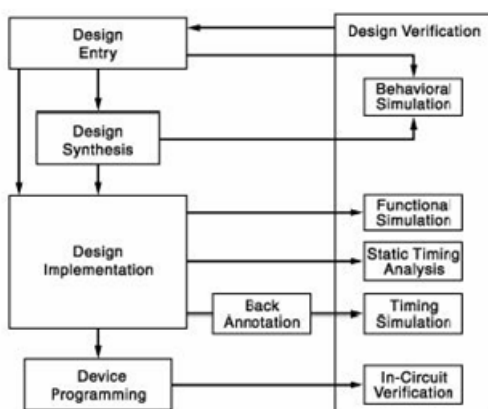 Design
Entry
Design Verification
Behavioral
Simulation
Design
Synthesis
Functional
Simulation
Design
Implementation
Static Timing
Analysis
Back
Annotation
Timing
Simulation
Device
Programming
In-Circuit
Verification